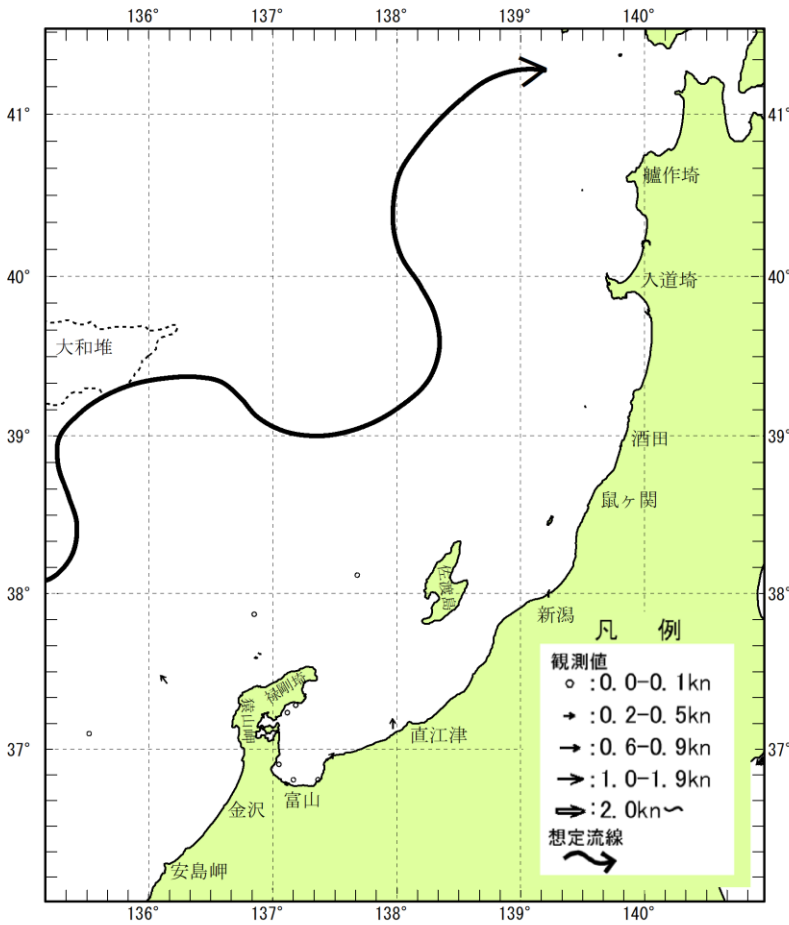 136° 137° 138° 139° 140°
41° 41°
艫作埼
40° 40°
入道埼
大和堆
39° 39°
酒田
鼠ヶ関
佐渡島
38° 38°
新潟
凡 例
観測値
○ :0.0-0.1kn
→ :0.2-0.5kn
→ :0.6-0.9kn
→ :1.0-1.9kn
⇒ :2.0kn~
想定流線
禄剛埼
猿山岬
37° 37°
直江津
富山
金沢
安島岬
136° 137° 138° 139° 140°